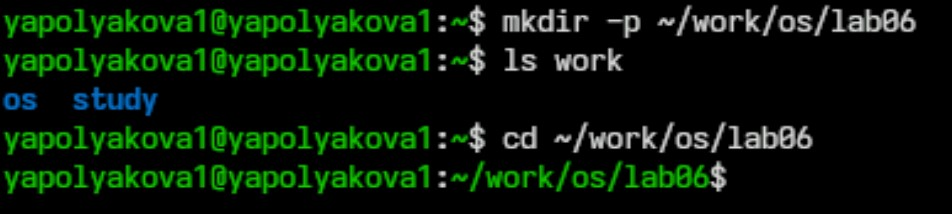 yapolyakova1@yapolyakova1:~$ mkdir -p ~/work/os/lab06
yapolyakova1@yapolyakova1:~$ ls work
os  study
yapolyakova1@yapolyakova1:~$ cd ~/work/os/lab06
yapolyakova1@yapolyakova1:~/work/os/lab06$